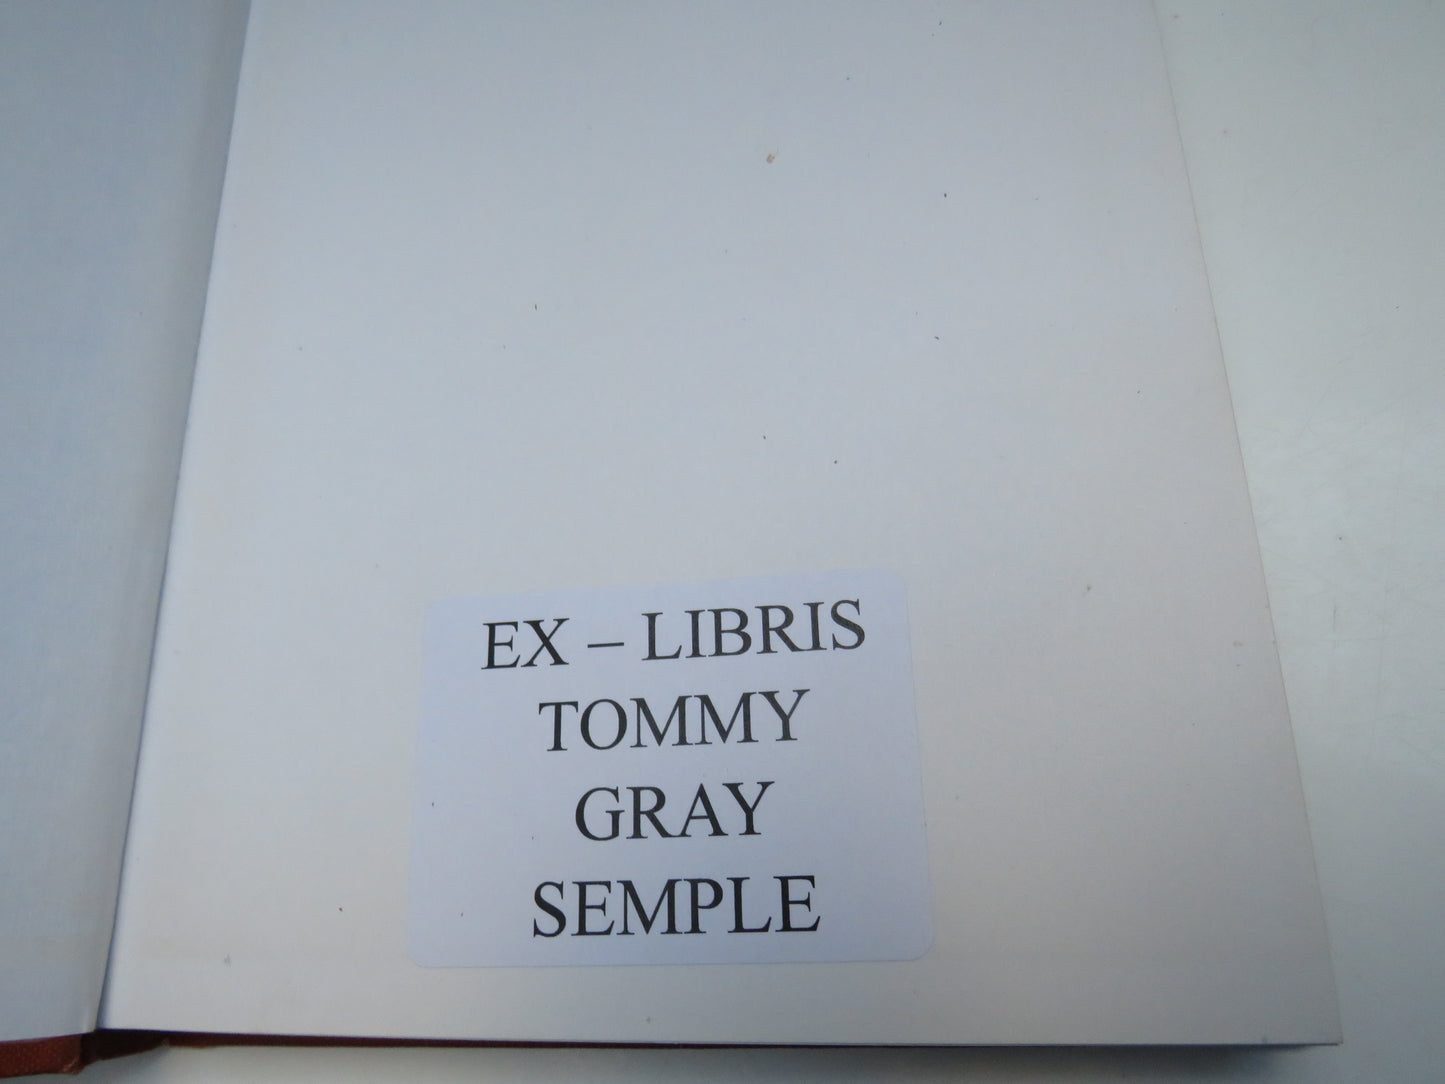 EX – LIBRIS
TOMMY
GRAY
SEMPLE